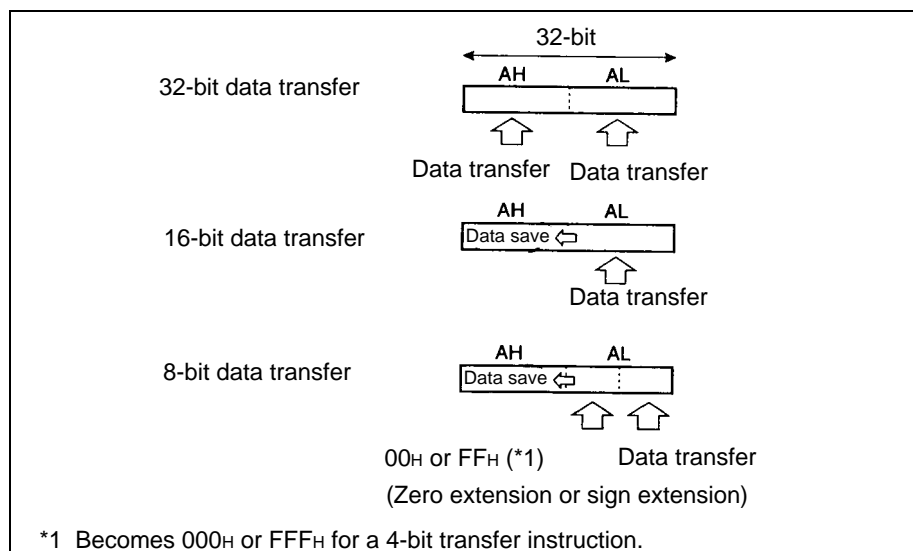 32-bit
AH AL
32-bit data transfer
Data transfer Data transfer
AH AL
16-bit data transfer
Data save
Data transfer
AH AL
8-bit data transfer
Data save
00H or FFH (*1) Data transfer
(Zero extension or sign extension)
*1 Becomes 000H or FFFH for a 4-bit transfer instruction.